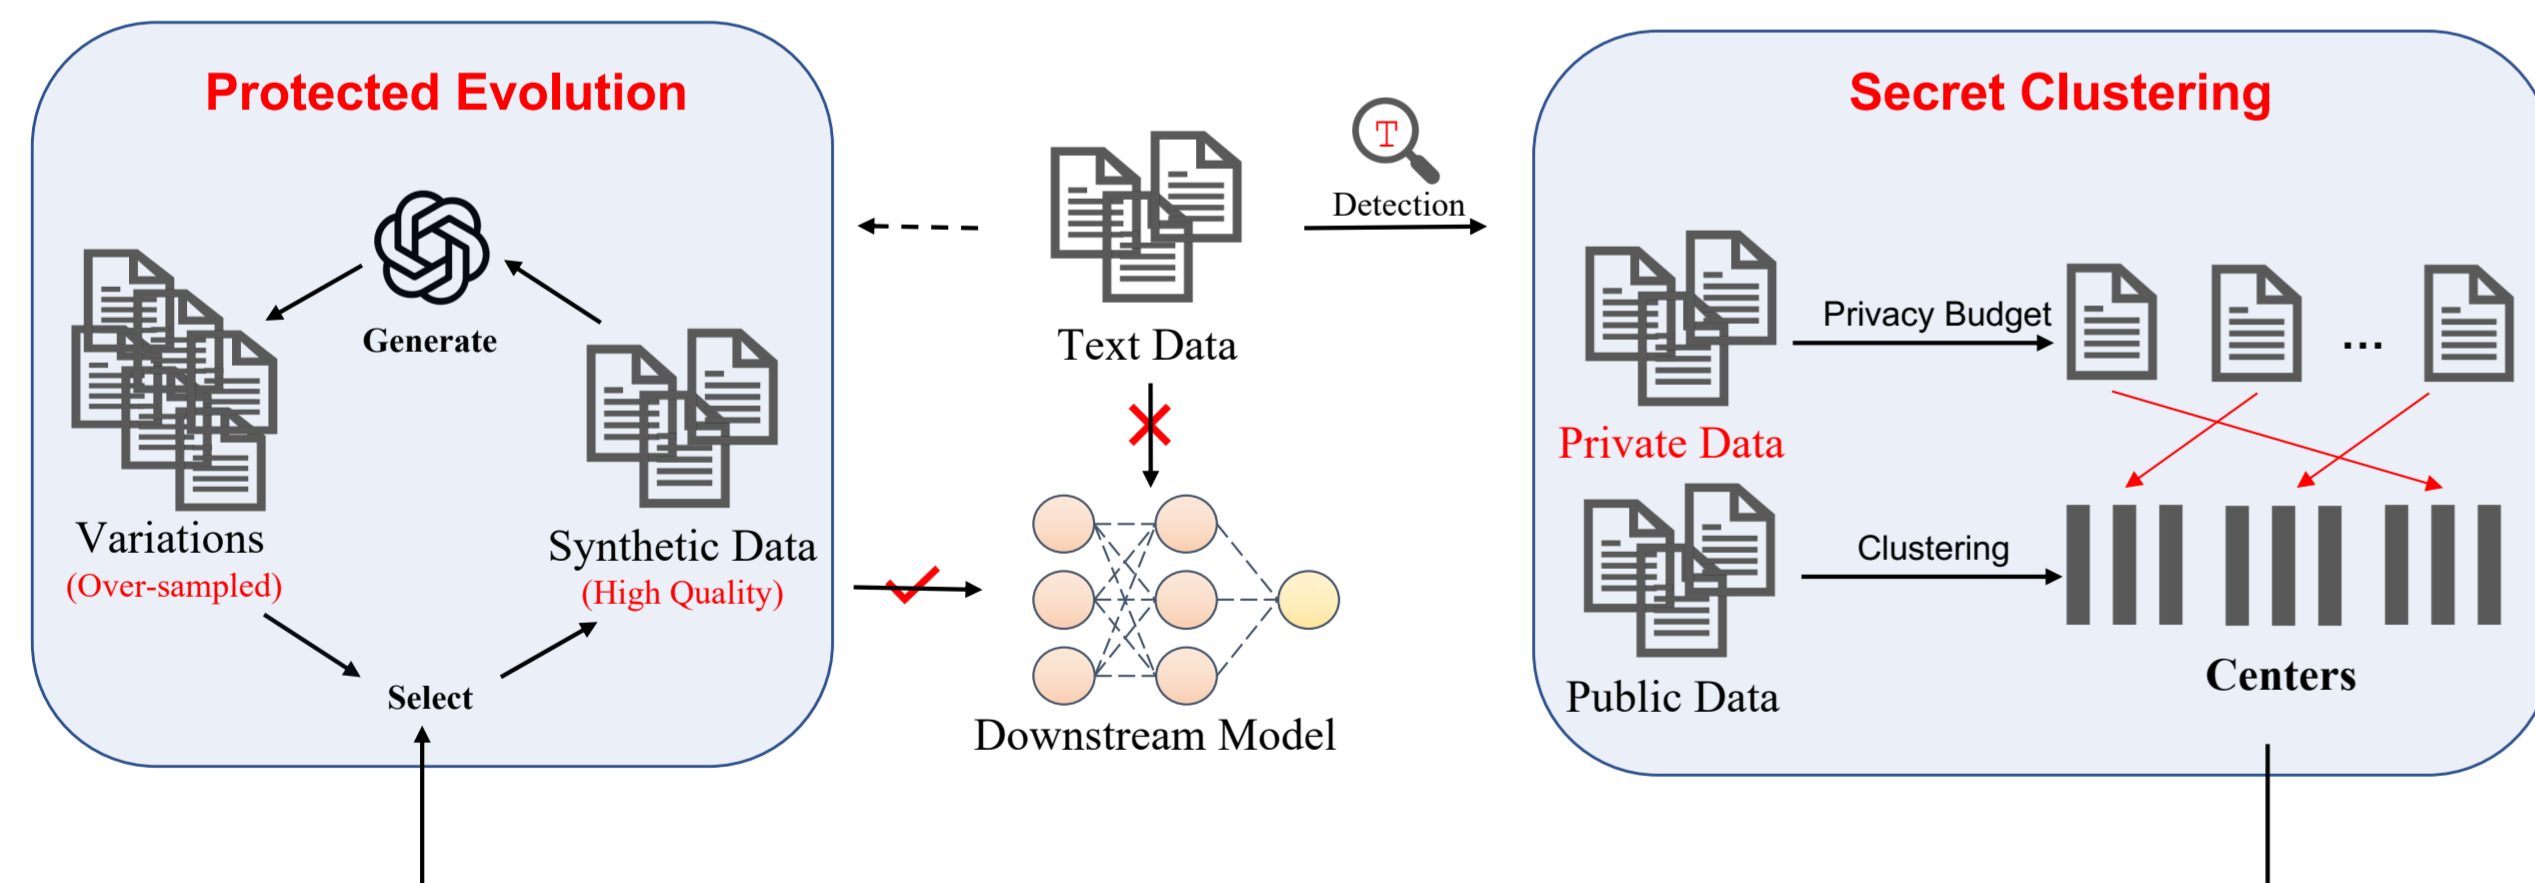 Protected Evolution
Generate
Variations
(Over-sampled)
Synthetic Data
(High Quality)
Select
T
Detection
Text Data
Downstream Model
Secret Clustering
Privacy Budget
...
Private Data
Clustering
Public Data
Centers